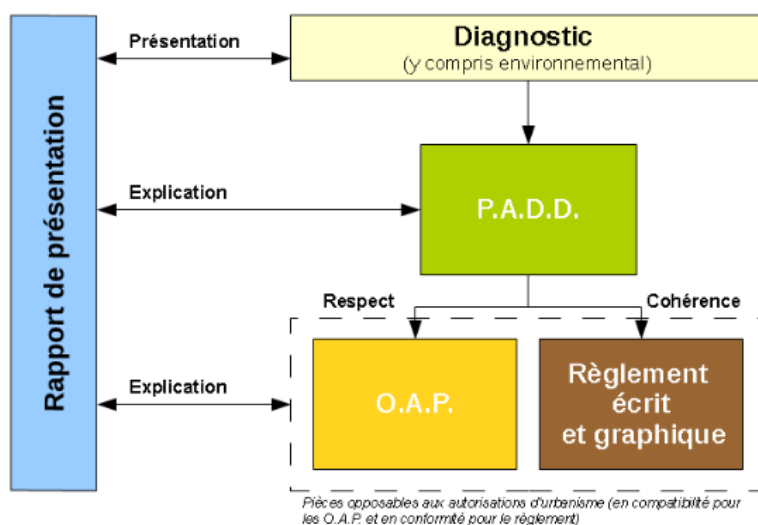 Présentation
Diagnostic
(y compris environnemental)
Rapport de présentation
Explication
P.A.D.D.
Respect
Cohérence
Explication
O.A.P.
Règlement
écrit
et graphique
Pièces opposables aux autorisations d'urbanisme (en compatibilité pour
les O.A.P. et en conformité pour le règlement)